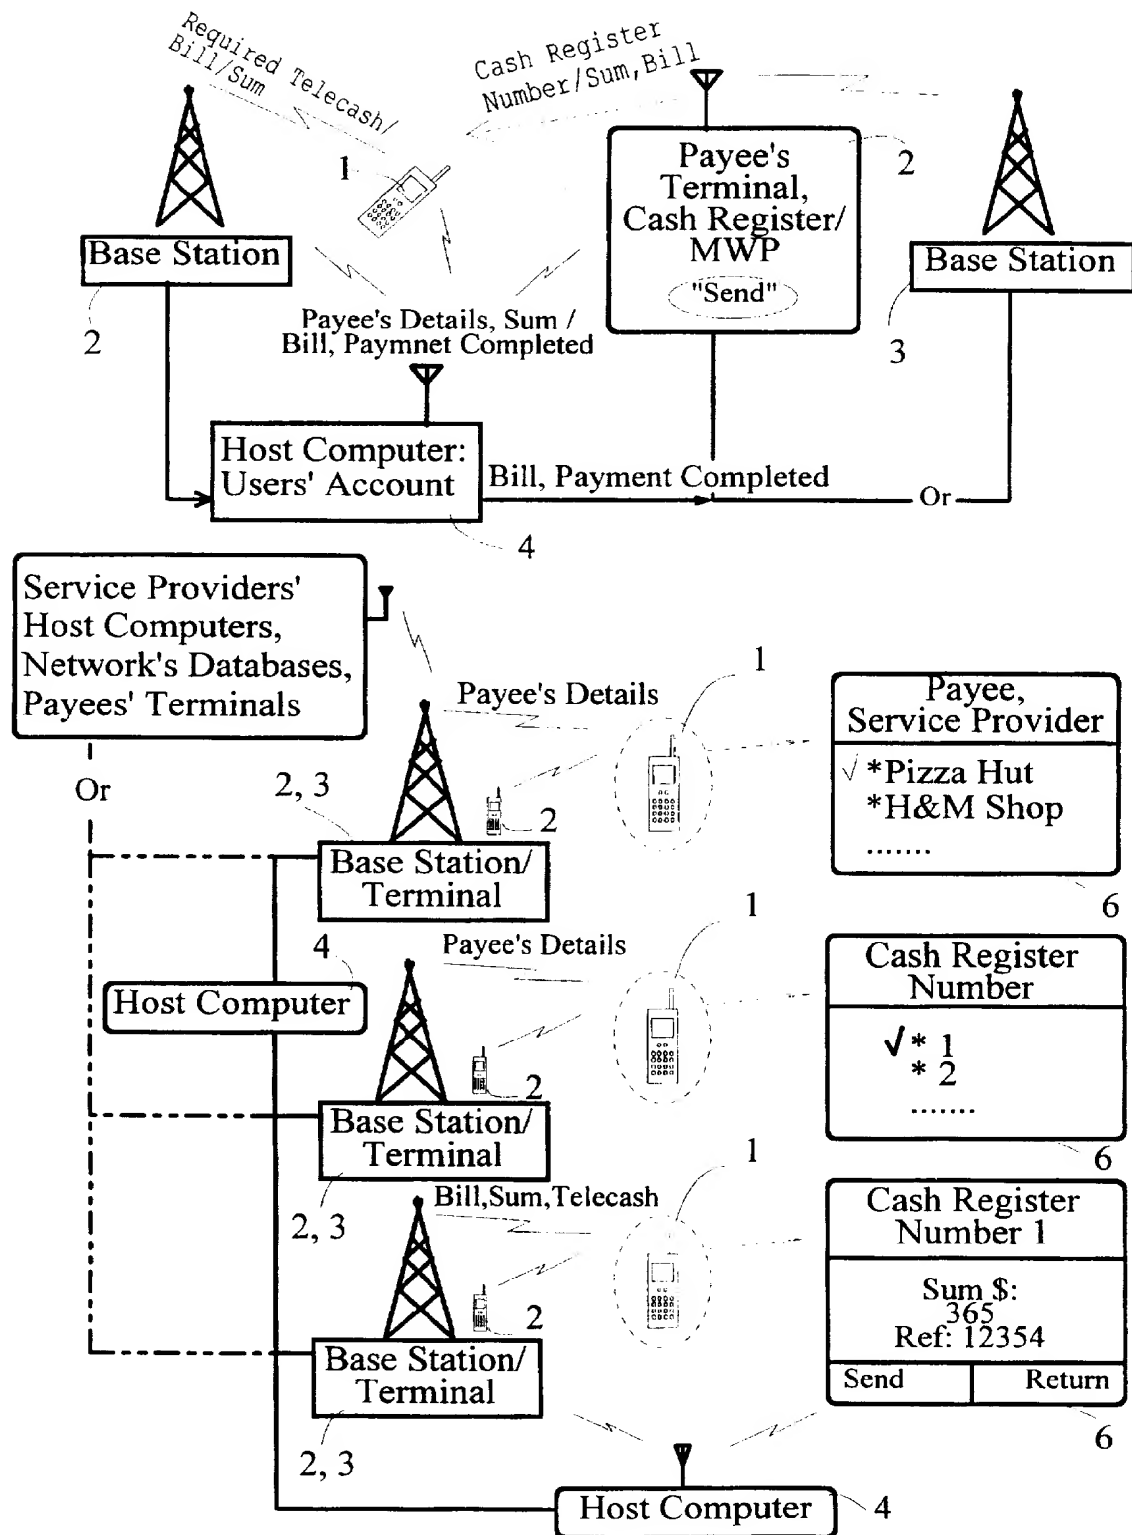 Required Telecash/
Bill/Sum
Cash Register
Number/Sum,Bill
1
Payee's
Terminal,
Cash Register/
MWP
"Send"
2
Base Station
2
Base Station
3
Payee's Details, Sum /
Bill, Paymnet Completed
Host Computer:
Users' Account
Bill, Payment Completed
Or
4
Service Providers'
Host Computers,
Network's Databases,
Payees' Terminals
Or
Payee's Details
1
Payee,
Service Provider
√ *Pizza Hut
*H&M Shop
.......
6
2, 3
2
Base Station/
Terminal
4
Host Computer
Payee's Details
1
Cash Register
Number
√ * 1
* 2
.......
6
2
Base Station/
Terminal
2, 3
Bill,Sum,Telecash
1
Cash Register
Number 1
Sum $:
365
Ref: 12354
Send Return
6
2
Base Station/
Terminal
2, 3
Host Computer
4